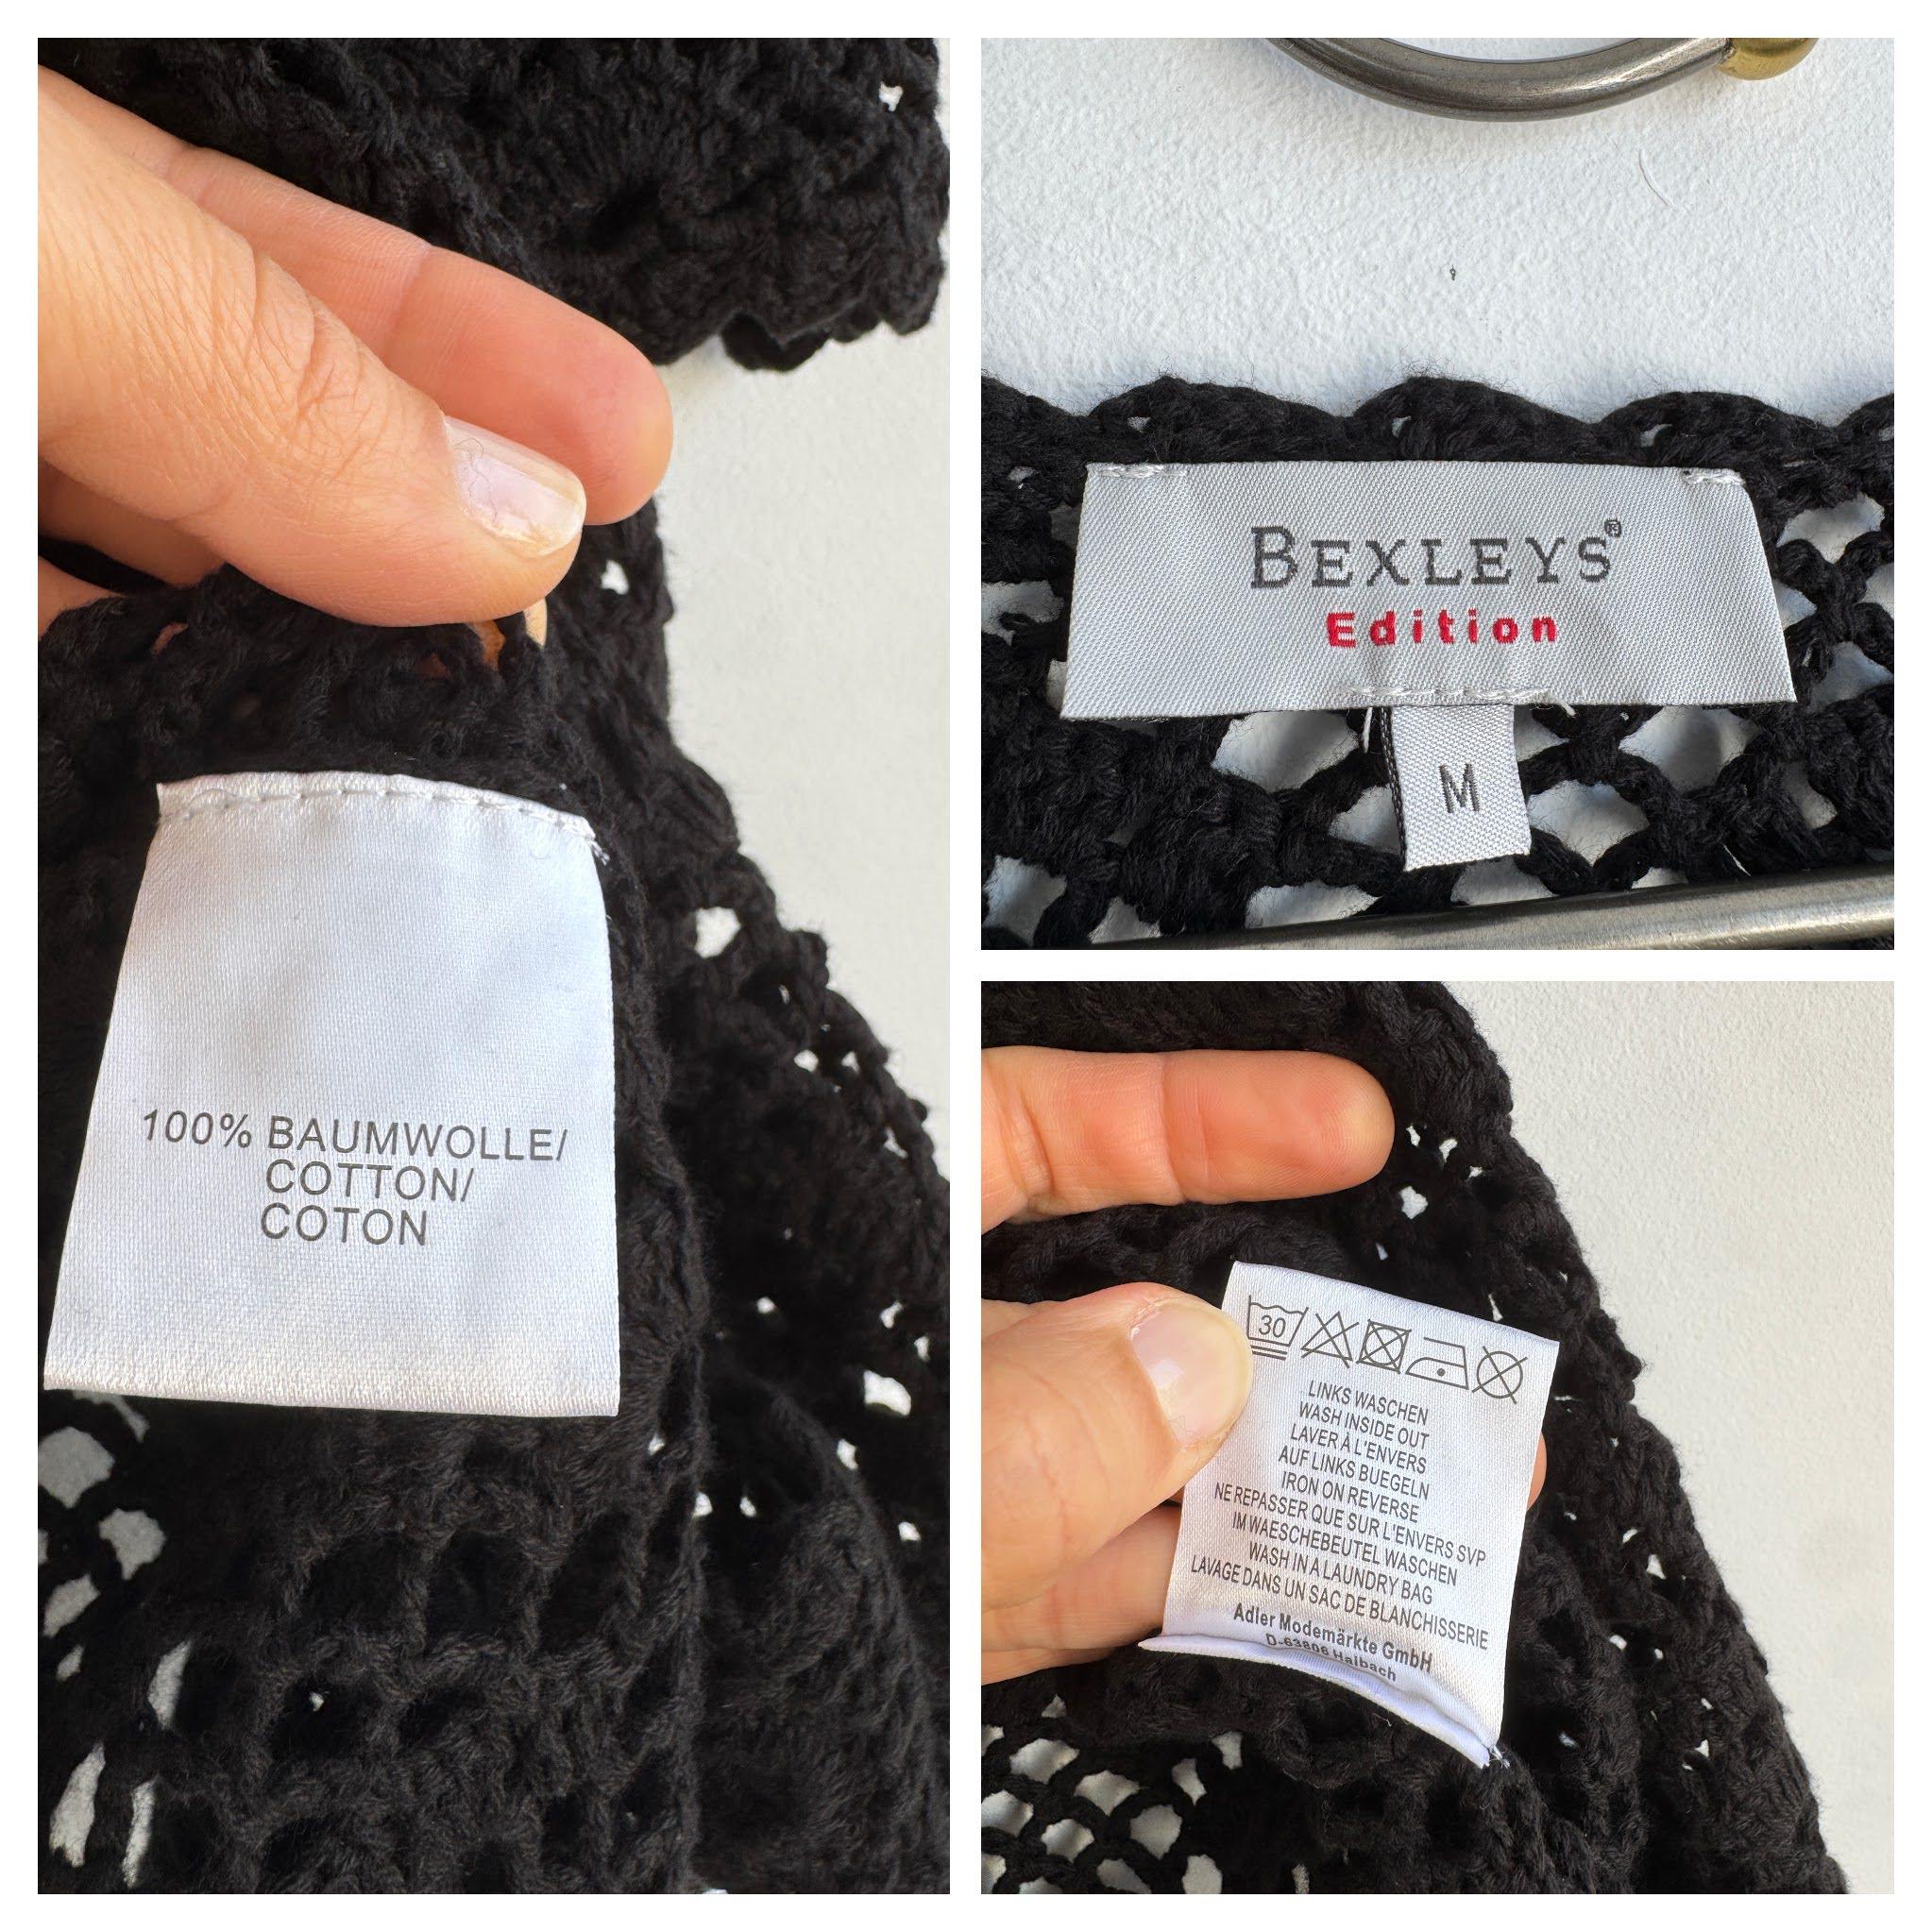 100% BAUMWOLLE/
COTTON/
COTON
BEXLEYS®
Edition
M
30
LINKS WASCHEN
WASH INSIDE OUT
LAVER À L'ENVERS
AUF LINKS BUEGELN
IRON ON REVERSE
NE REPASSER QUE SUR L'ENVERS SVP
IM WAESCHEBEUTEL WASCHEN
WASH IN A LAUNDRY BAG
LAVAGE DANS UN SAC DE BLANCHISSERIE
Adler Modemärkte GmbH
D-63806 Haibach